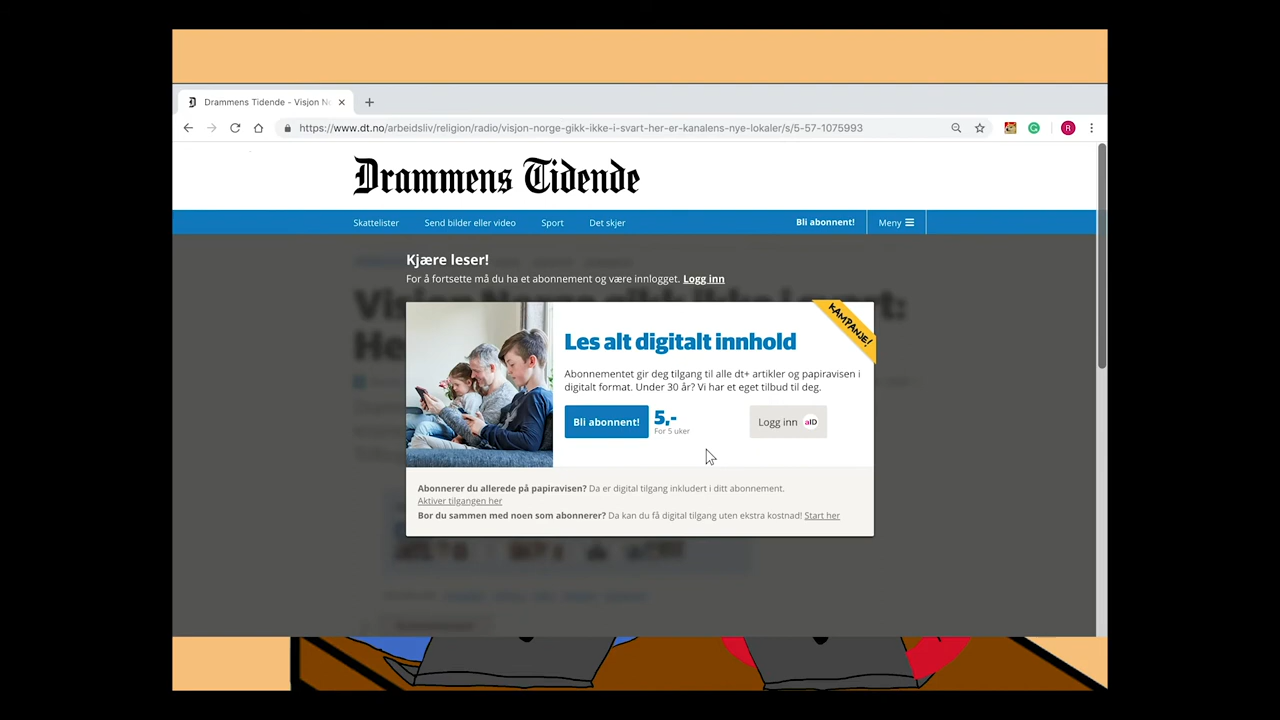 Drammens Tidende - Visjon No
https://www.dt.no/arbeidsliv/religion/radio/visjon-norge-gikk-ikke-i-svart-her-er-kanalens-nye-lokaler/s/5-57-1075993
Drammens Tidende
Skattelister Send bilder eller video Sport Det skjer Bli abonnent! Meny
Kjære leser!
For å fortsette må du ha et abonnement og være innlogget. Logg inn
KAMPANJE!
Les alt digitalt innhold
Abonnementet gir deg tilgang til alle dt+ artikler og papiravisen i
digitalt format. Under 30 år? Vi har et eget tilbud til deg.
Bli abonnent! 5,- Logg inn aID
For 5 uker
Abonnerer du allerede på papiravisen? Da er digital tilgang inkludert i ditt abonnement.
Aktiver tilgangen her
Bor du sammen med noen som abonnerer? Da kan du få digital tilgang uten ekstra kostnad! Start her